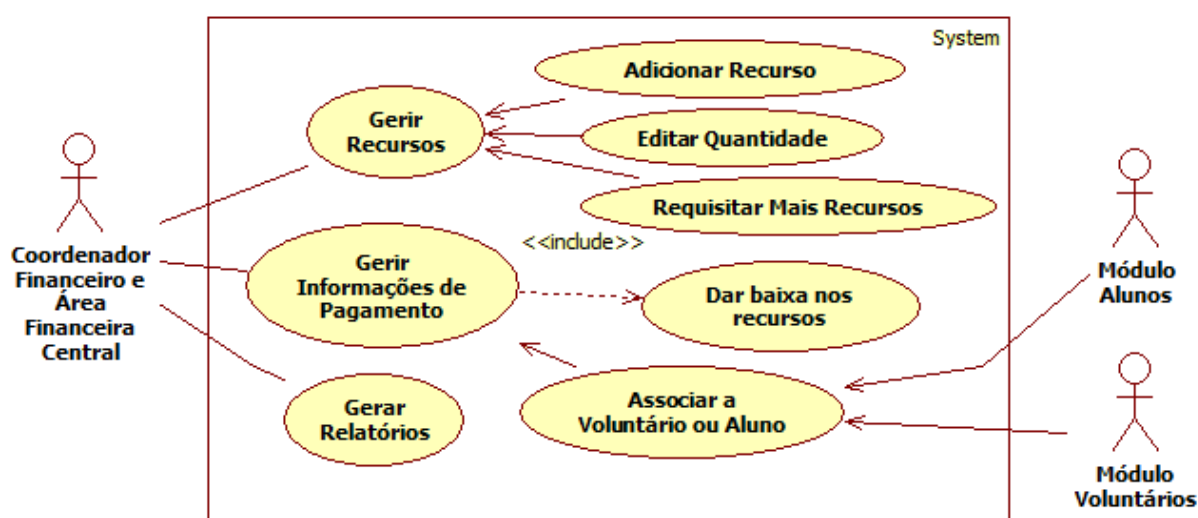 System
Adicionar Recurso
Gerir
Recursos
Editar Quantidade
Requisitar Mais Recursos
<<include>>
Coordenador
Financeiro e
Área
Financeira
Central
Gerir
Informações de
Pagamento
Dar baixa nos
recursos
Módulo
Alunos
Gerar
Relatórios
Associar a
Voluntário ou Aluno
Módulo
Voluntários